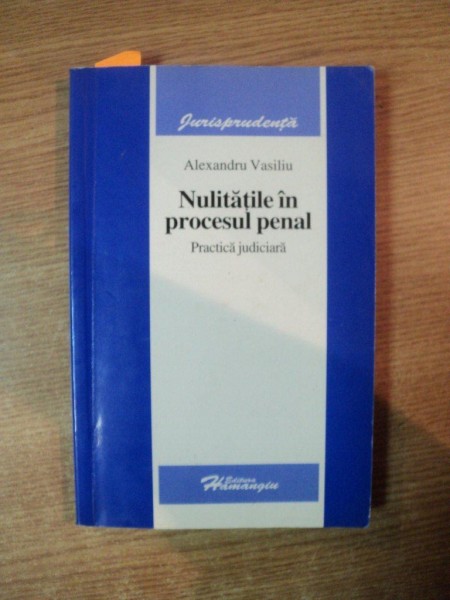 Jurisprudență
Alexandru Vasiliu
Nulitățile în
procesul penal
Practică judiciară
Editura
Hamangiu